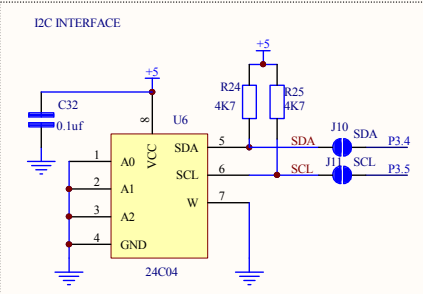 I2C INTERFACE
+5
+5
C32
0.1uf
R24
4K7
R25
4K7
U6
8
VCC
1
A0
2
A1
3
A2
4
GND
SDA
5
SCL
6
W
7
24C04
SDA
J10
SDA
P3.4
SCL
J11
SCL
P3.5